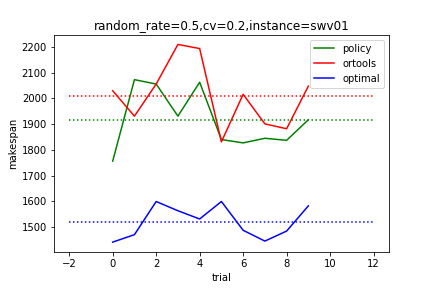 random_rate=0.5,cv=0.2,instance=swv01
policy
ortools
optimal
makespan
2200
2100
2000
1900
1800
1700
1600
1500
−2 0 2 4 6 8 10 12
trial